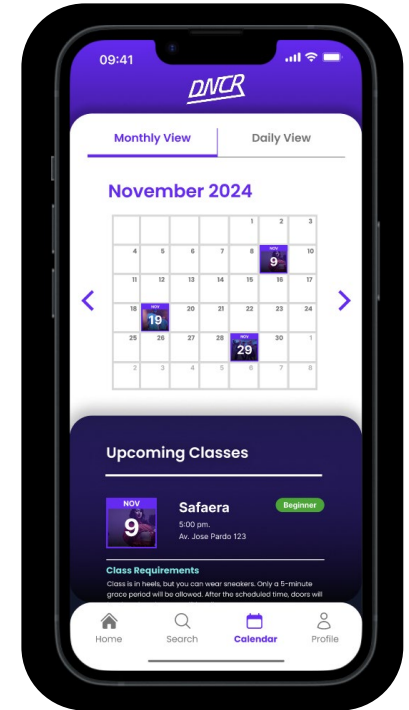 09:41
DNCR
Monthly View Daily View
November 2024
1 2 3
4 5 6 7 8 NOV 9 10
11 12 13 14 15 16 17
18 NOV 19 20 21 22 23 24
25 26 27 28 NOV 29 30 1
2 3 4 5 6 7 8
Upcoming Classes
NOV
9
Safaera
Beginner
5:00 pm.
Av. Jose Pardo 123
Class Requirements
Class is in heels, but you can wear sneakers. Only a 5-minute
grace period will be allowed. After the scheduled time, doors will
Home Search Calendar Profile